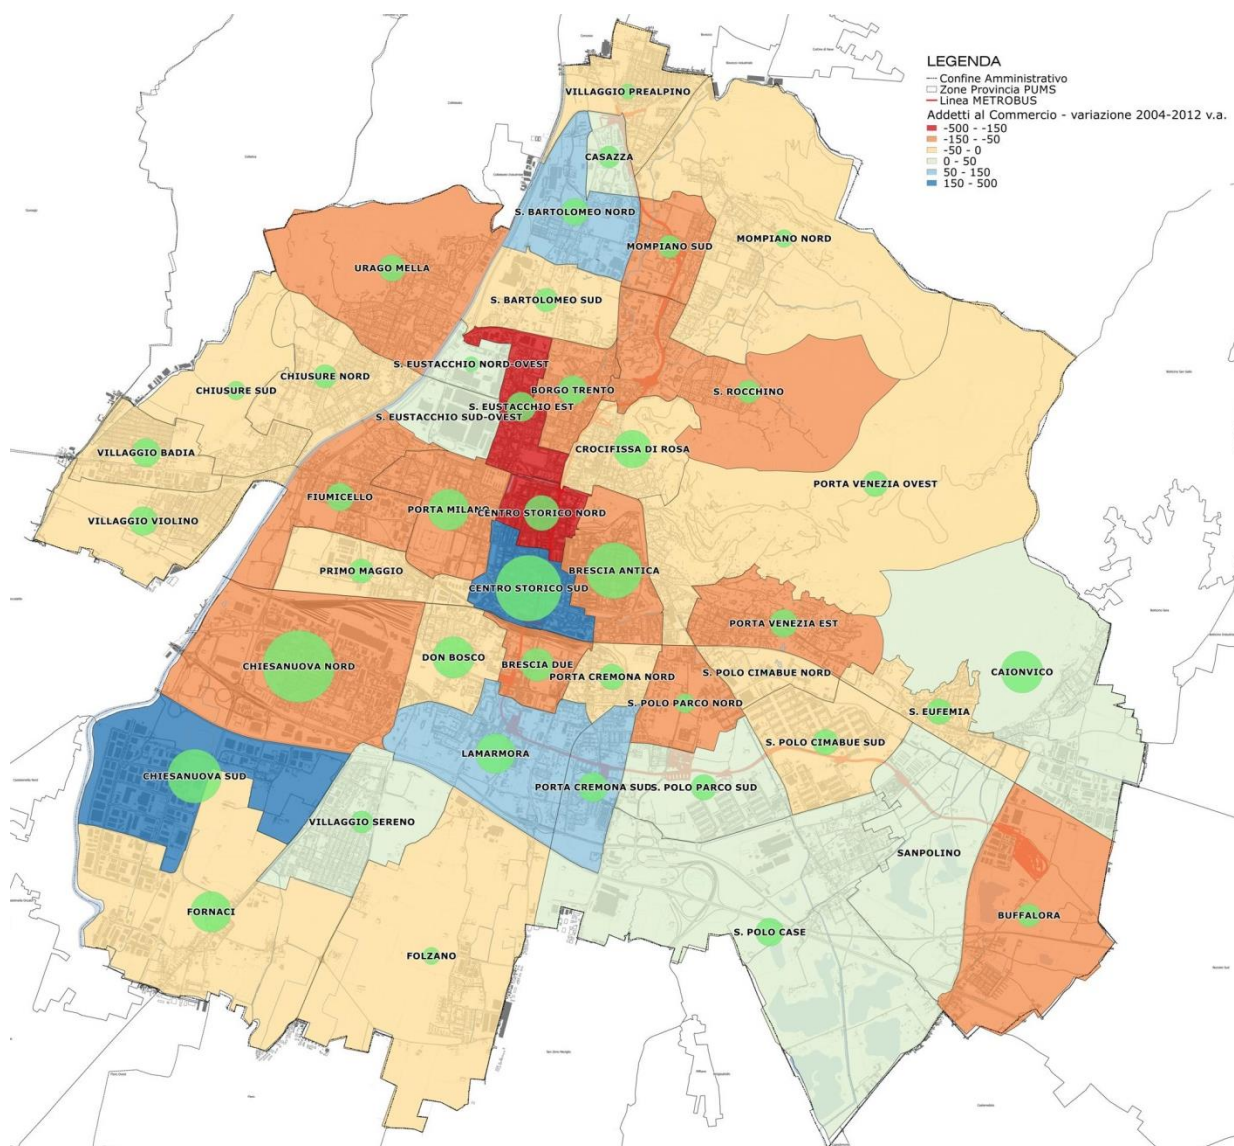 LEGENDA
Confine Amministrativo
Zone Provincia PUMS
Linea METROBUS
Addetti al Commercio - variazione 2004-2012 v.a.
-500 - -150
-150 - -50
-50 - 0
0 - 50
50 - 150
150 - 500
VILLAGGIO PREALPINO
CASAZZA
S. BARTOLOMEO NORD
MOMPIANO NORD
MOMPIANO SUD
URAGO MELLA
S. BARTOLOMEO SUD
S. EUSTACCHIO NORD-OVEST
CHIUSURE NORD
CHIUSURE SUD
BORGO TRENTO
S. ROCCHINO
S. EUSTACCHIO EST
S. EUSTACCHIO SUD-OVEST
CROCIFISSA DI ROSA
VILLAGGIO BADIA
PORTA VENEZIA OVEST
FIUMICELLO
PORTA MILANO
CENTRO STORICO NORD
VILLAGGIO VIOLINO
PRIMO MAGGIO
BRESCIA ANTICA
CENTRO STORICO SUD
PORTA VENEZIA EST
DON BOSCO
BRESCIA DUE
CHIESANUOVA NORD
PORTA CREMONA NORD
S. POLO CIMABUE NORD
CAIONVICO
S. POLO PARCO NORD
S. EUFEMIA
S. POLO CIMABUE SUD
LAMARMORA
CHIESANUOVA SUD
PORTA CREMONA SUD
S. POLO PARCO SUD
VILLAGGIO SERENO
SANPOLINO
FORNACI
BUFFALORA
S. POLO CASE
FOLZANO